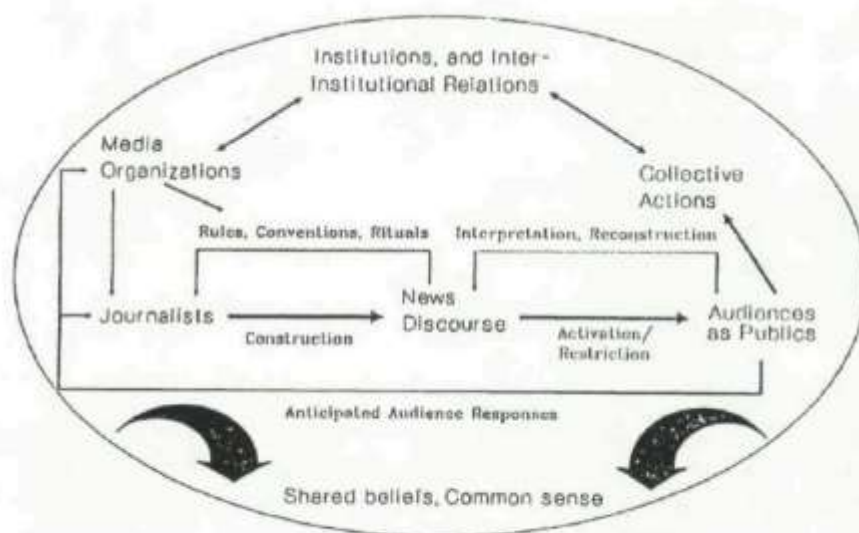 Institutions, and Inter-
Institutional Relations
Media
Organizations
Collective
Actions
Rules, Conventions, Rituals
Interpretation, Reconstruction
Journalists
Construction
News
Discourse
Activation/
Restriction
Audiences
as Publics
Anticipated Audience Responses
Shared beliefs, Common sense